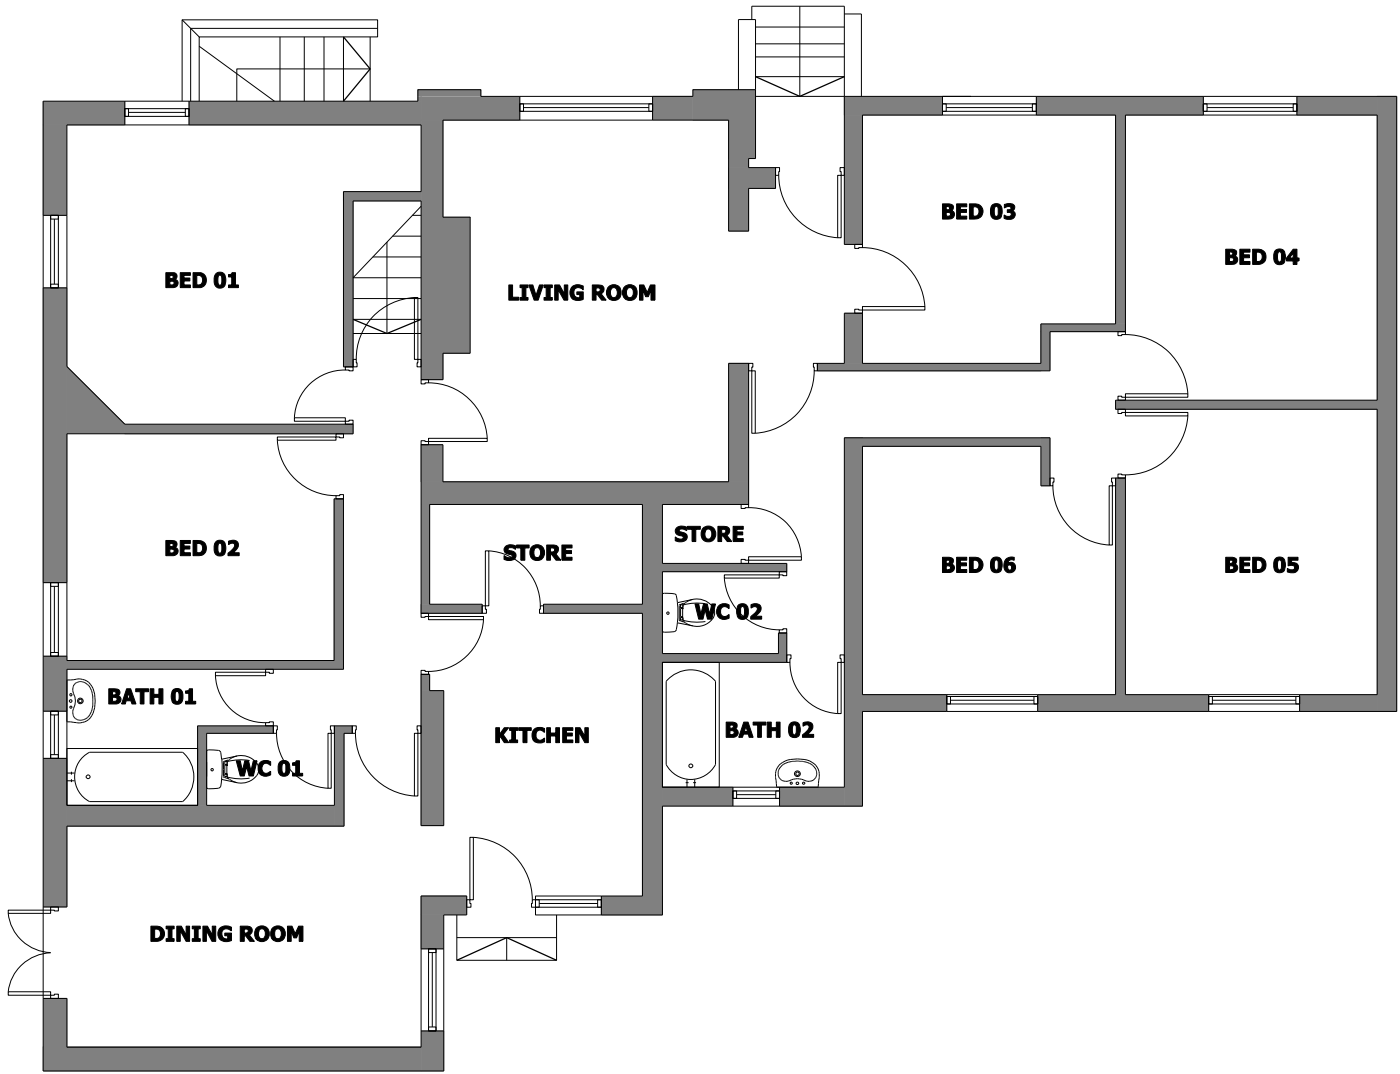 BED 03
BED 04
BED 01
LIVING ROOM
STORE
BED 02
STORE
BED 06
BED 05
WC 02
BATH 01
BATH 02
KITCHEN
WC 01
DINING ROOM